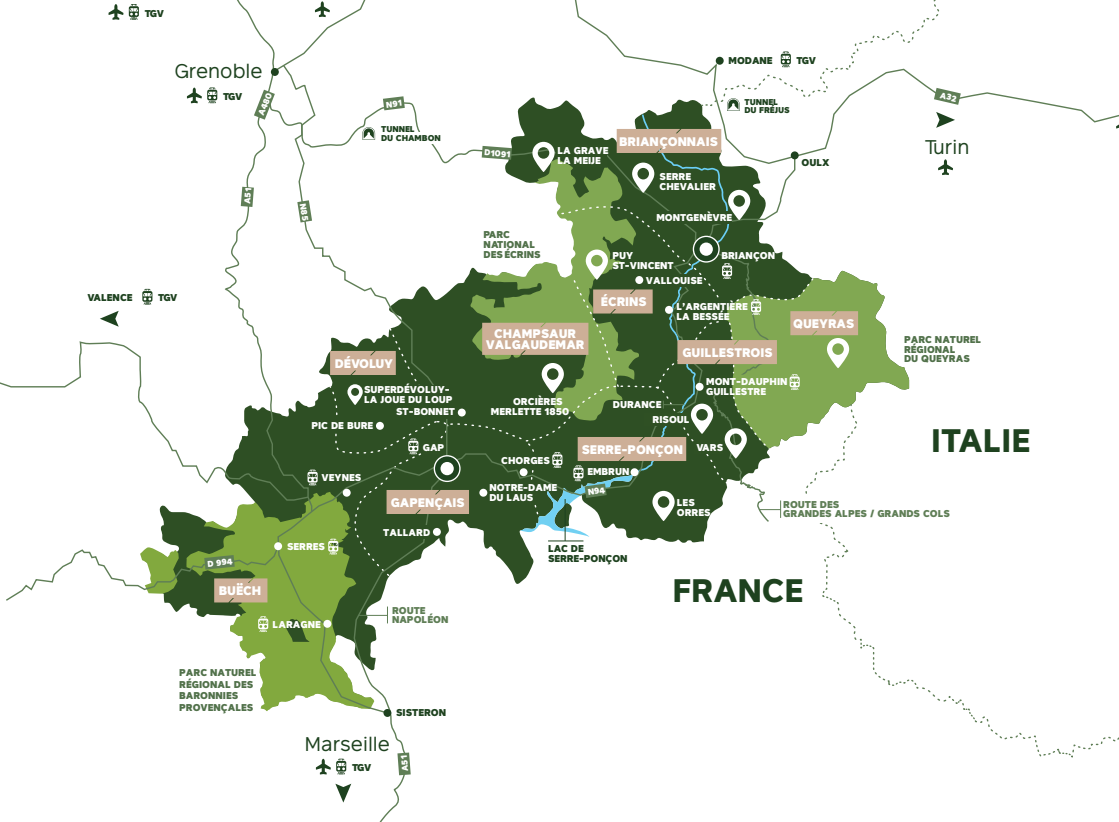 TGV
Grenoble
TGV
A480
N91
TUNNEL
DU CHAMBON
D1091
A51
N85
MODANE
TGV
TUNNEL
DU FRÉJUS
A32
Turin
OULX
BRIANÇONNAIS
LA GRAVE
LA MEIJE
SERRE
CHEVALIER
MONTGENÈVRE
PARC
NATIONAL
DES ÉCRINS
PUY
ST-VINCENT
BRIANÇON
VALLOUISE
VALENCE
TGV
ÉCRINS
L'ARGENTIÈRE
LA BESSÉE
QUEYRAS
CHAMPSAUR
VALGAUDEMAR
GUILLESTROIS
PARC NATUREL
RÉGIONAL
DU QUEYRAS
DÉVOLUY
SUPERDÉVOLUY-
LA JOUE DU LOUP
MONT-DAUPHIN
GUILLESTRE
ORCIÈRES
MERLETTE 1850
ST-BONNET
DURANCE
RISOUL
PIC DE BURE
GAP
SERRE-PONÇON
VARS
ITALIE
CHORGES
EMBRUN
VEYNES
NOTRE-DAME
DU LAUS
N94
GAPENÇAIS
LES
ORRES
ROUTE DES
GRANDES ALPES / GRANDS COLS
TALLARD
SERRES
LAC DE
SERRE-PONÇON
D 994
BUËCH
FRANCE
ROUTE
NAPOLÉON
LARAGNE
PARC NATUREL
RÉGIONAL DES
BARONNIES
PROVENÇALES
SISTERON
Marseille
TGV
A51